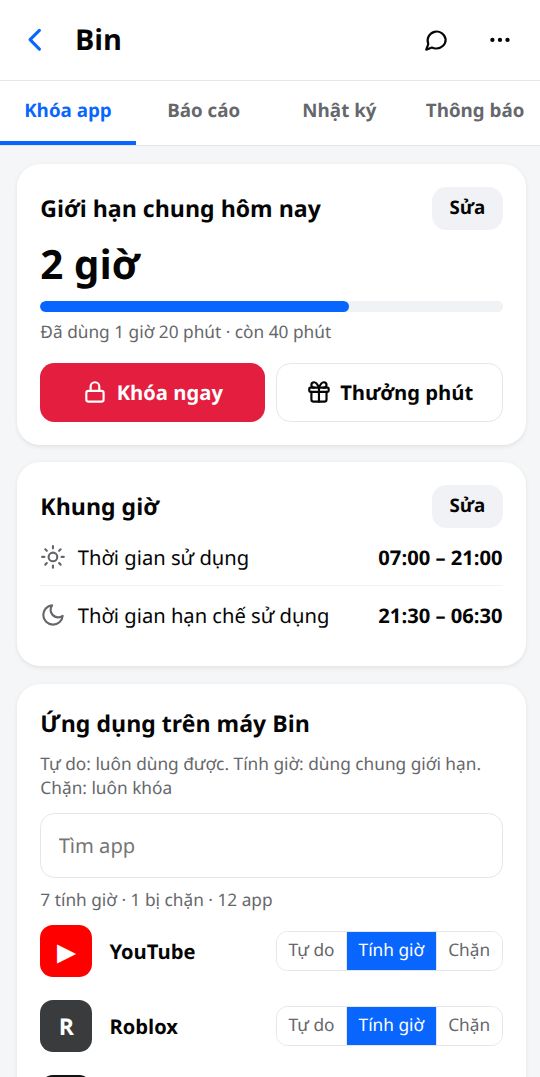 Bin
Khóa app
Báo cáo
Nhật ký
Thông báo
Giới hạn chung hôm nay
Sửa
2 giờ
Đã dùng 1 giờ 20 phút · còn 40 phút
Khóa ngay
Thưởng phút
Khung giờ
Sửa
Thời gian sử dụng
07:00 – 21:00
Thời gian hạn chế sử dụng
21:30 – 06:30
Ứng dụng trên máy Bin
Tự do: luôn dùng được. Tính giờ: dùng chung giới hạn.
Chặn: luôn khóa
Tìm app
7 tính giờ · 1 bị chặn · 12 app
YouTube
Tự do
Tính giờ
Chặn
R
Roblox
Tự do
Tính giờ
Chặn